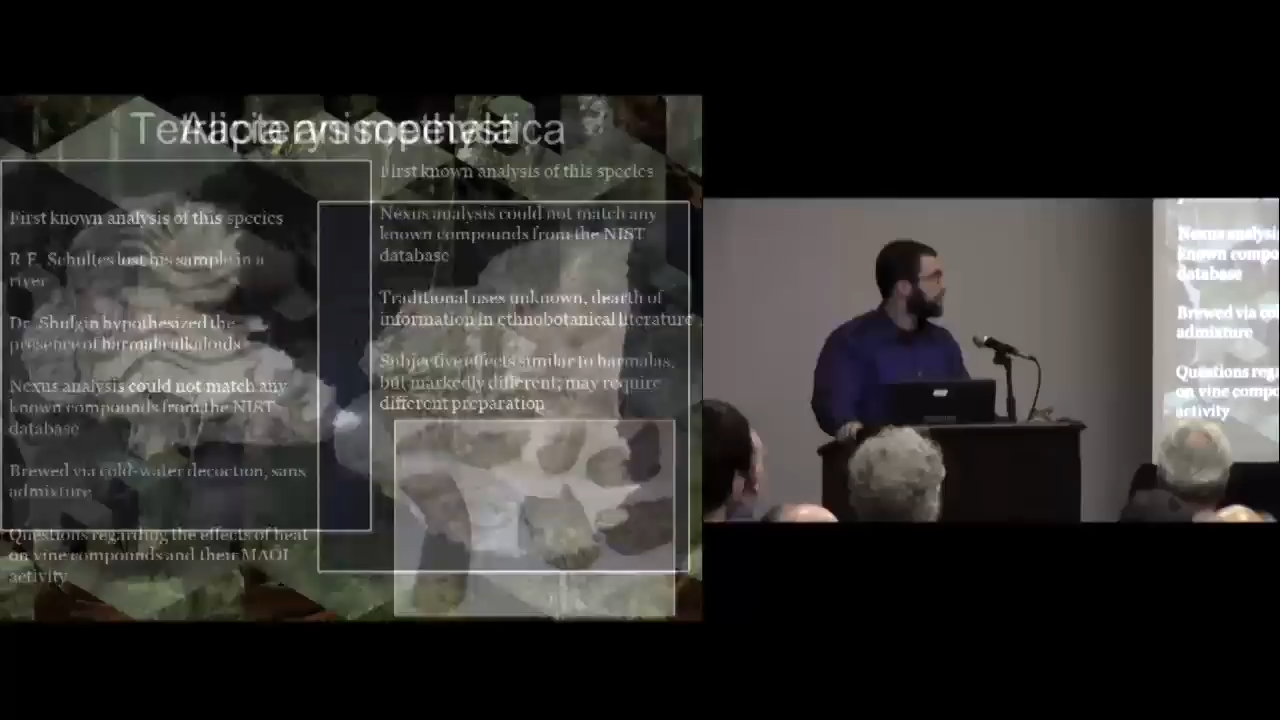 Alicia anisopetala
First known analysis of this species
R.E. Schultes lost his sample in a
river
Dr. Shulgin hypothesized the
presence of harmala alkaloids
Nexus analysis could not match any
known compounds from the NIST
database
Brewed via cold-water decoction, sans
admixture
Questions regarding the effects of heat
on vine compounds and their MAOI
activity
First known analysis of this species
Nexus analysis could not match any
known compounds from the NIST
database
Traditional uses unknown, dearth of
information in ethnobotanical literature
Subjective effects similar to harmalas,
but markedly different; may require
different preparation
Nexus analysis
known compo
database
Brewed via co
admixture
Questions reg
on vine compo
activity